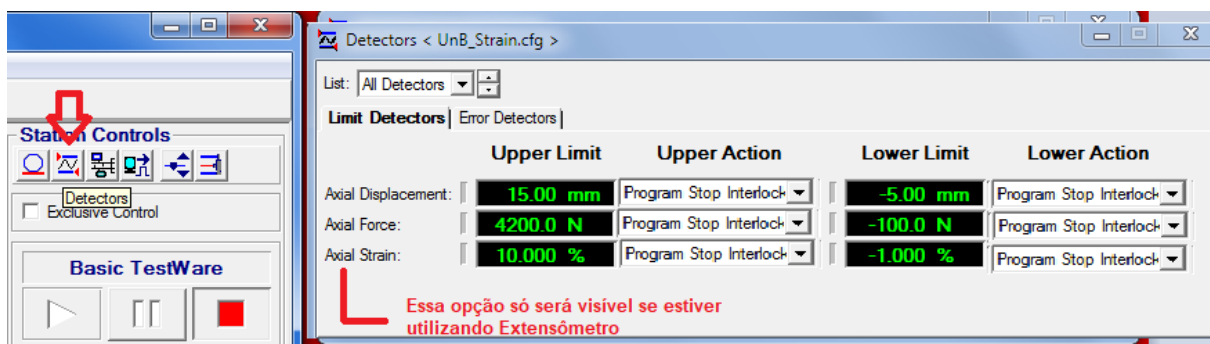 Station Controls
Detectors
Exclusive Control
Basic TestWare
Detectors < UnB_Strain.cfg >
List: All Detectors
Limit Detectors Error Detectors
Upper Limit Upper Action Lower Limit Lower Action
Axial Displacement: 15.00 mm Program Stop Interlock -5.00 mm Program Stop Interlock
Axial Force: 4200.0 N Program Stop Interlock -100.0 N Program Stop Interlock
Axial Strain: 10.000 % Program Stop Interlock -1.000 % Program Stop Interlock
Essa opção só será visível se estiver
utilizando Extensômetro